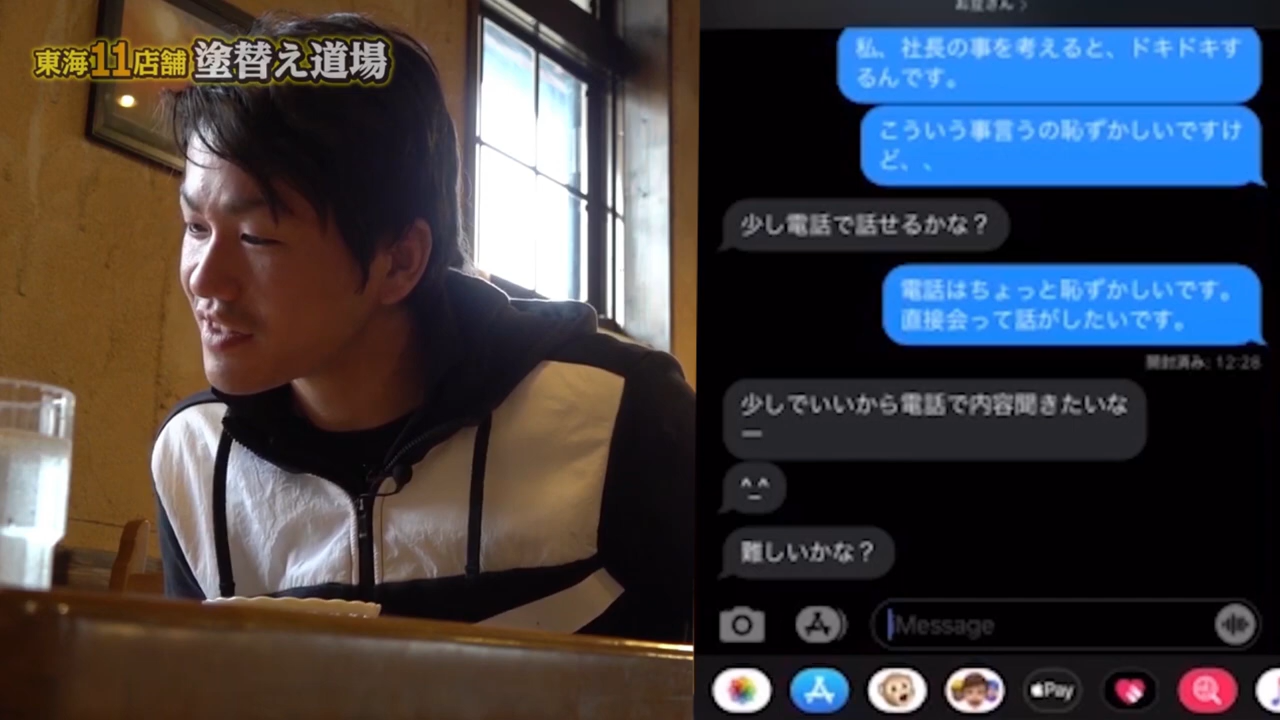 東海11店舗 塗替え道場
私、社長の事を考えると、ドキドキす
るんです。
こういう事言うの恥ずかしいですけ
ど、、
少し電話で話せるかな？
電話はちょっと恥ずかしいです。
直接会って話がしたいです。
開封済み: 12:28
少しでいいから電話で内容聞きたいな
ー
^_^
難しいかな？
iMessage
Pay